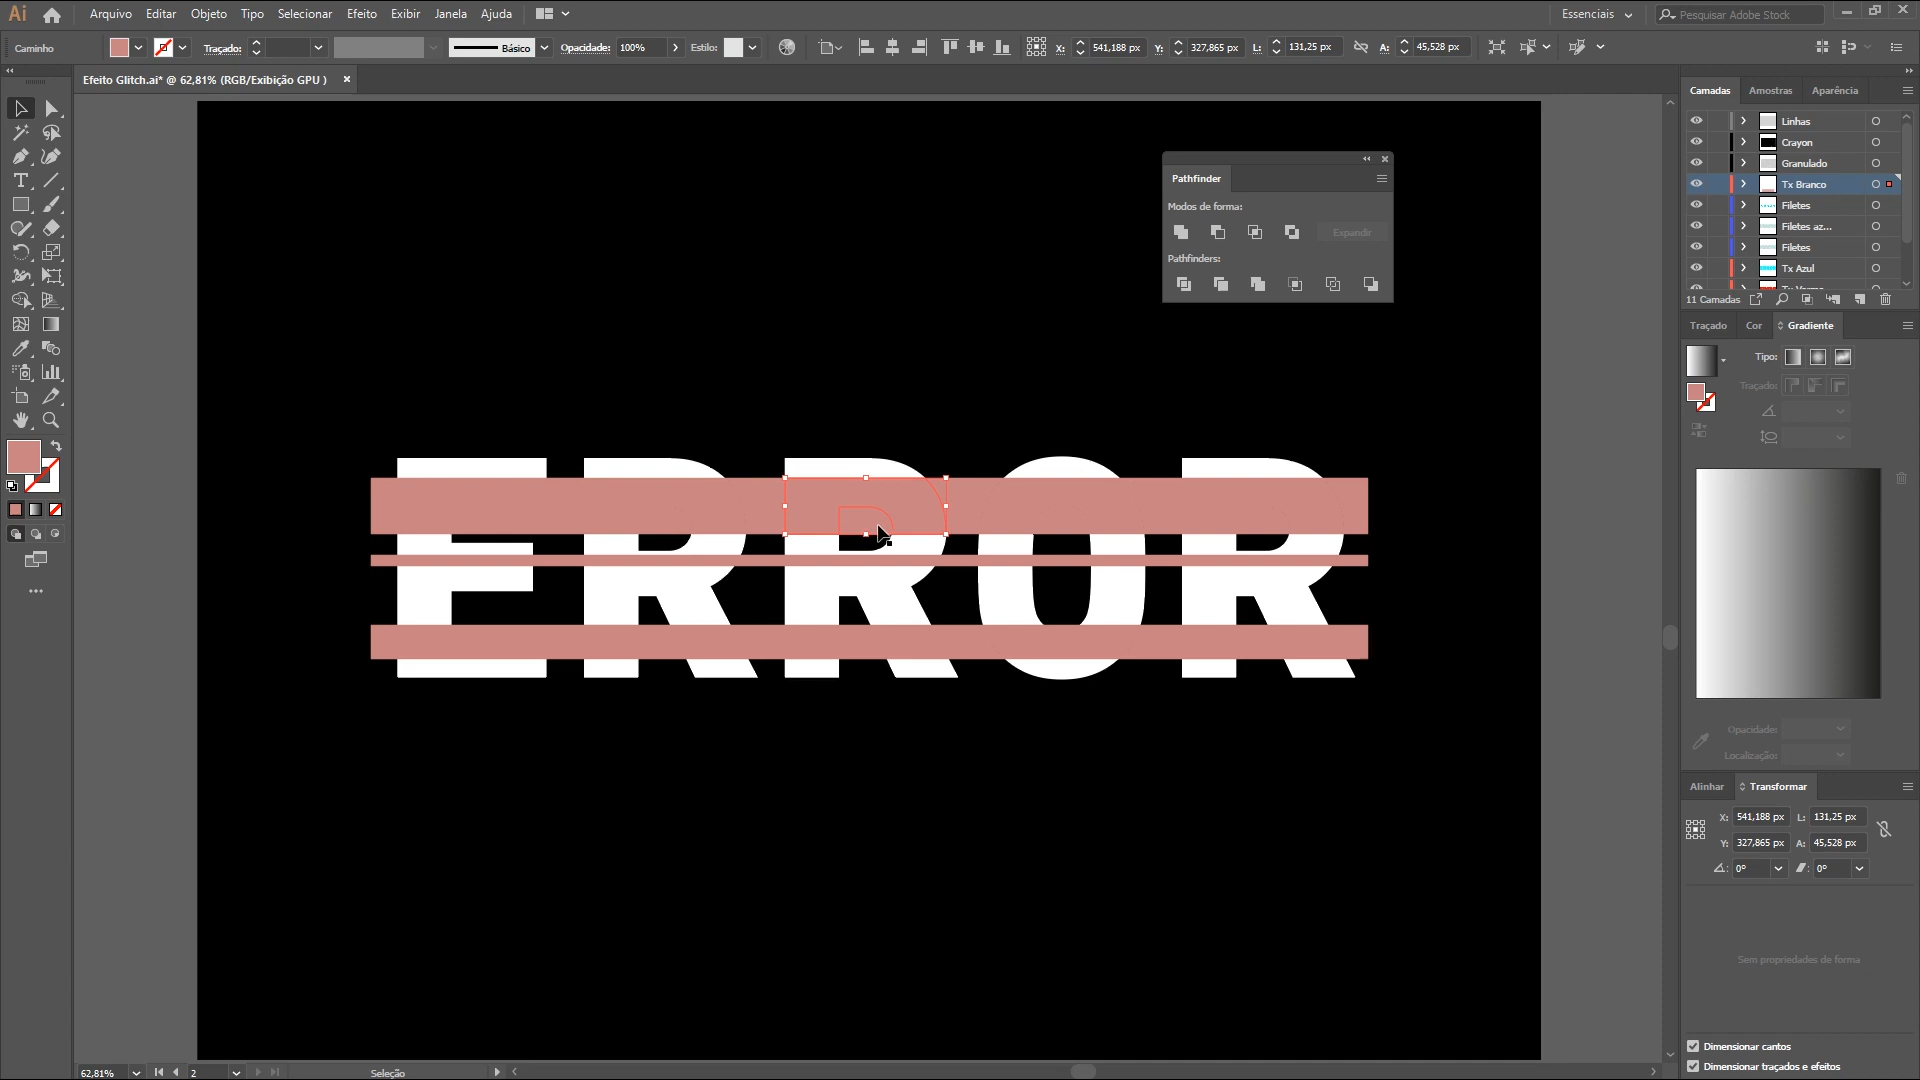 Ai Arquivo Editar Objeto Tipo Selecionar Efeito Exibir Janela Ajuda Essenciais Pesquisar Adobe Stock
Caminho Traçado: Básico Opacidade: 100% Estilo: X: 541,188 px Y: 327,865 px L: 131,25 px A: 45,528 px
Efeito Glitch.ai* @ 62,81% (RGB/Exibição GPU )
Camadas Amostras Aparência
Linhas
Crayon
Granulado
Tx Branco
Filetes
Filetes az...
Filetes
Tx Azul
11 Camadas
Pathfinder
Modos de forma:
Expandir
Pathfinders:
Traçado Cor Gradiente
Tipo:
Traçado:
ERROR
Opacidade:
Localização:
Alinhar Transformar
X: 541,188 px L: 131,25 px
Y: 327,865 px A: 45,528 px
0° 0°
Sem propriedades de forma
Dimensionar cantos
Dimensionar traçados e efeitos
62,81% 2 Seleção